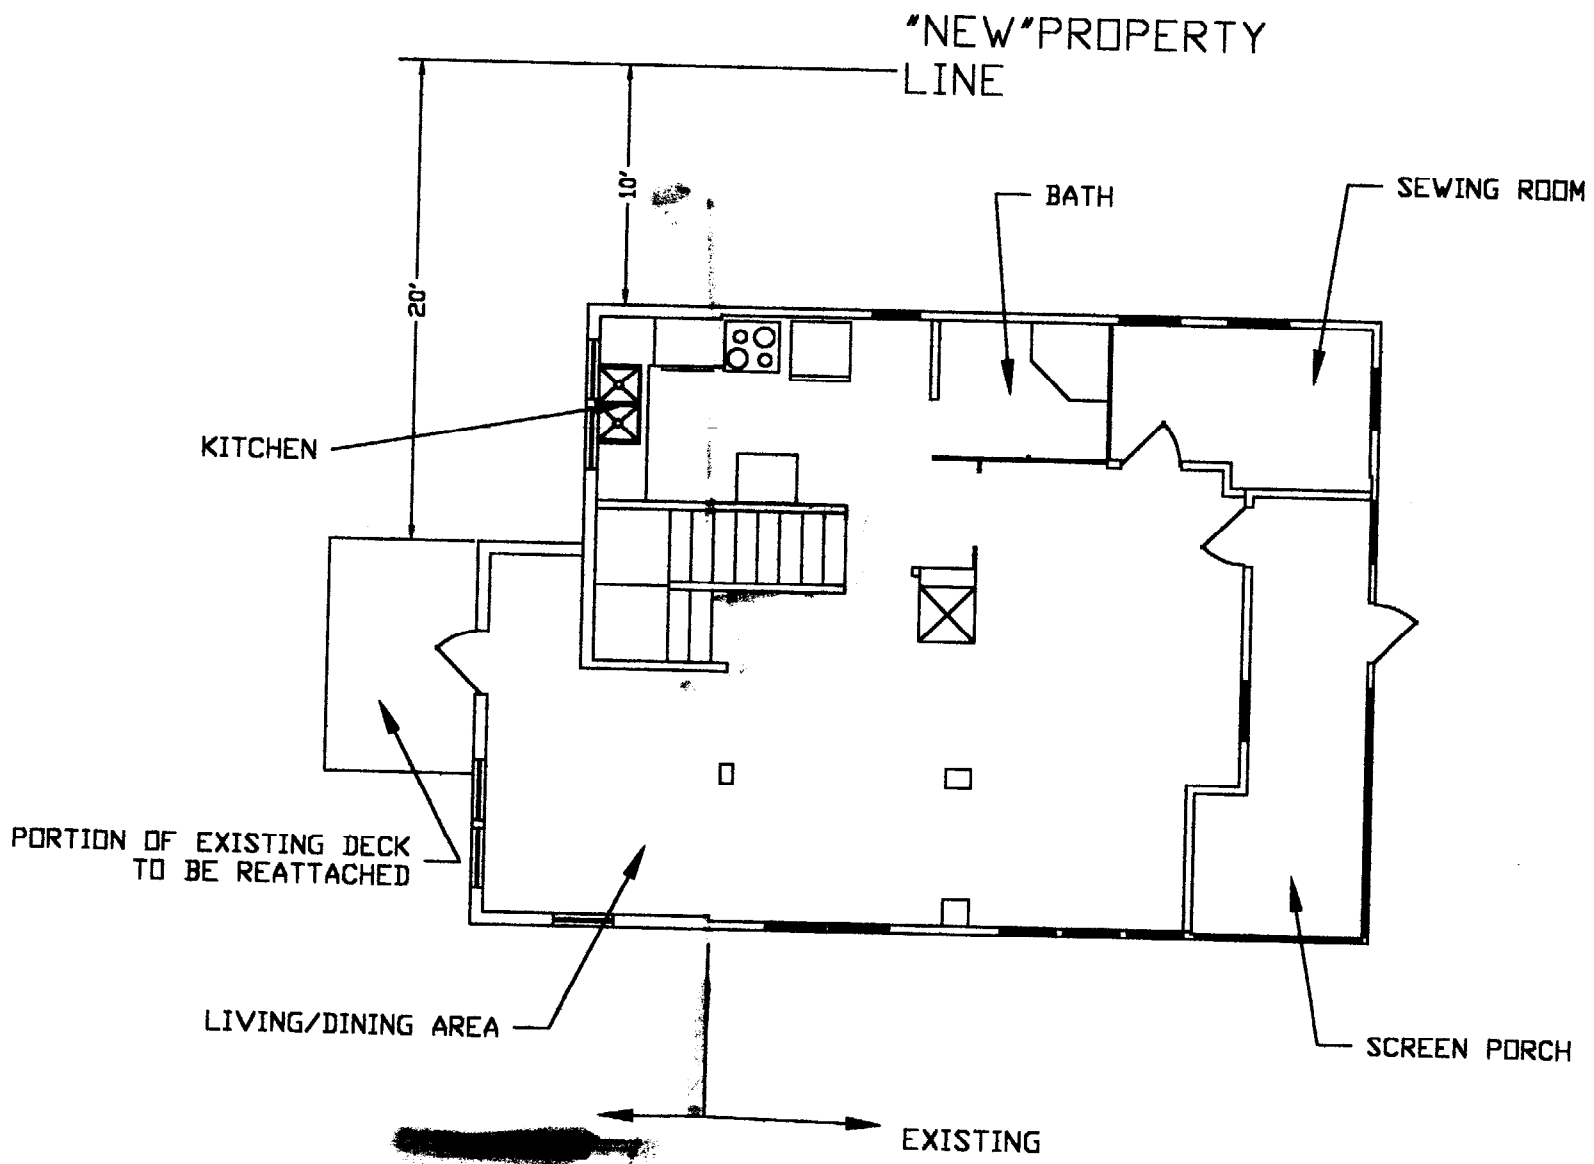 "NEW"PROPERTY
LINE
10'
BATH
SEWING ROOM
20'
KITCHEN
PORTION OF EXISTING DECK
TO BE REATTACHED
LIVING/DINING AREA
SCREEN PORCH
EXISTING